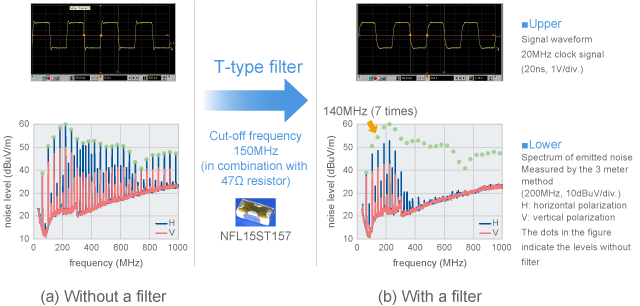 T-type filter
Cut-off frequency
150MHz
(in combination with
47Ω resistor)
NFL15ST157
■Upper
Signal waveform
20MHz clock signal
(20ns, 1V/div.)
noise level (dBuV/m)
60
50
40
30
20
10
0
200
400
600
800
1000
frequency (MHz)
H
V
(a) Without a filter
140MHz (7 times)
noise level (dBuV/m)
60
50
40
30
20
10
0
200
400
600
800
1000
frequency (MHz)
H
V
(b) With a filter
■Lower
Spectrum of emitted noise
Measured by the 3 meter
method
(200MHz, 10dBuV/div.)
H: horizontal polarization
V: vertical polarization
The dots in the figure
indicate the levels without
filter